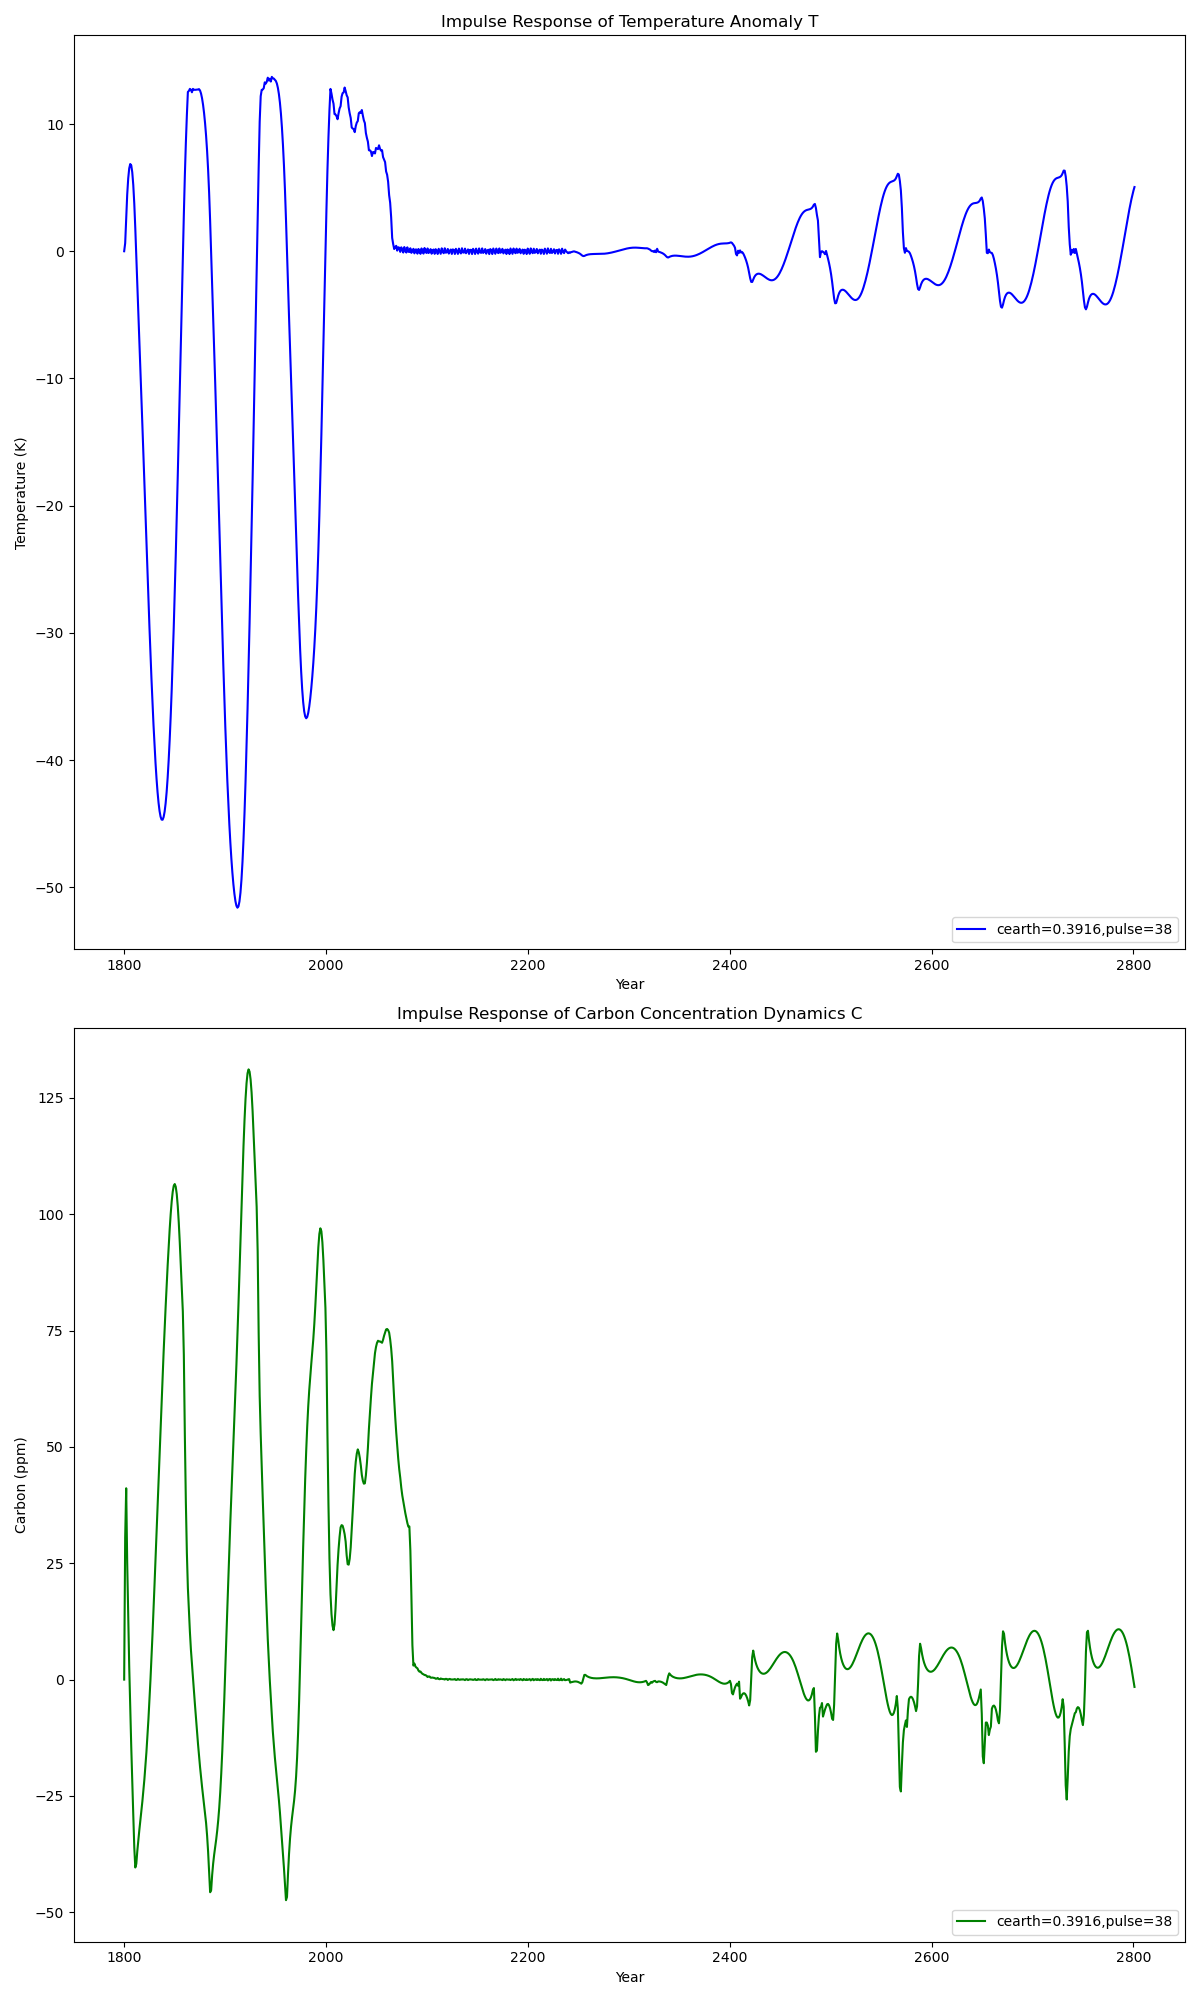 Impulse Response of Temperature Anomaly T
Temperature (K)
10
0
−10
−20
−30
−40
−50
cearth=0.3916,pulse=38
1800 2000 2200 2400 2600 2800
Year
Impulse Response of Carbon Concentration Dynamics C
Carbon (ppm)
125
100
75
50
25
0
−25
−50
cearth=0.3916,pulse=38
1800 2000 2200 2400 2600 2800
Year